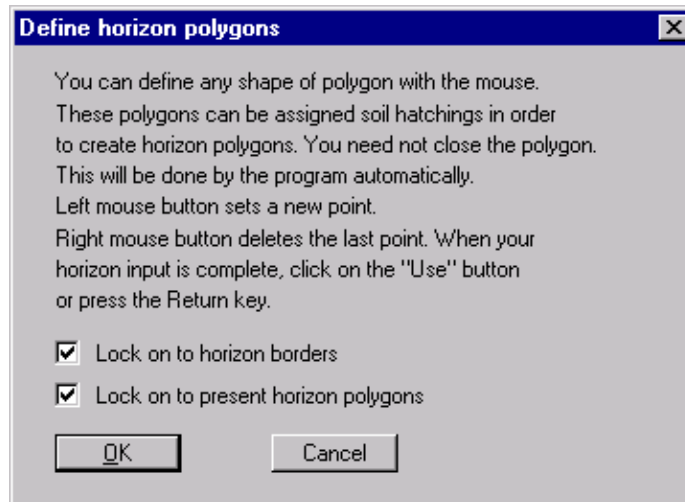 Define horizon polygons
You can define any shape of polygon with the mouse.
These polygons can be assigned soil hatchings in order
to create horizon polygons. You need not close the polygon.
This will be done by the program automatically.
Left mouse button sets a new point.
Right mouse button deletes the last point. When your
horizon input is complete, click on the "Use" button
or press the Return key.
Lock on to horizon borders
Lock on to present horizon polygons
OK Cancel